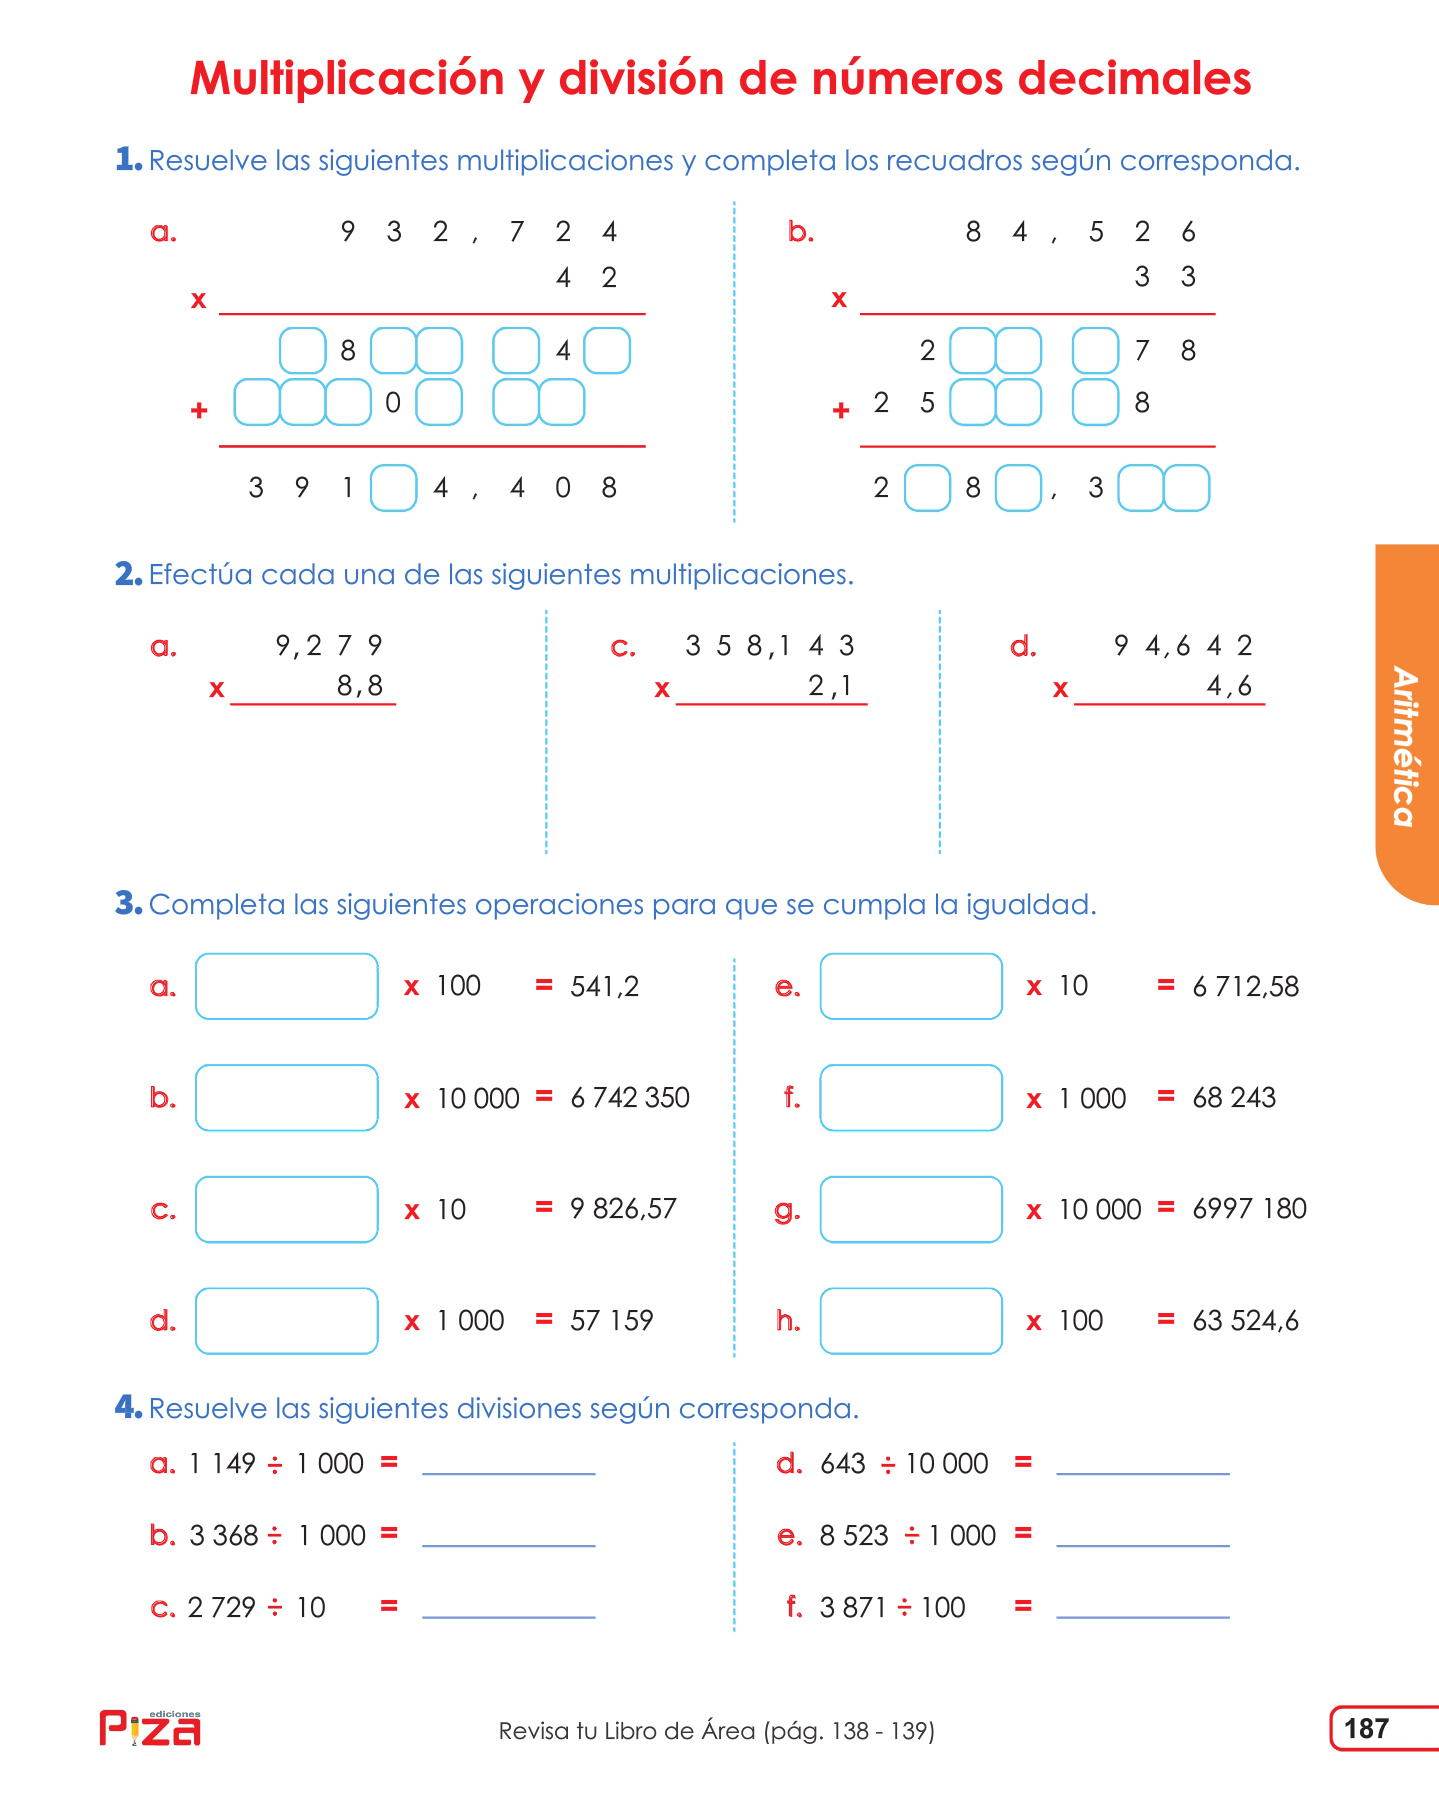 Multiplicación y división de números decimales
1. Resuelve las siguientes multiplicaciones y completa los recuadros según corresponda.
a. 9 3 2 , 7 2 4
4 2
x
8 4
+ 0
3 9 1 4 , 4 0 8
b. 8 4 , 5 2 6
3 3
x
2 7 8
+ 2 5 8
2 8 , 3
2. Efectúa cada una de las siguientes multiplicaciones.
a. 9,2 7 9
x 8,8
c. 3 5 8,1 4 3
x 2,1
d. 9 4,6 4 2
x 4,6
Aritmética
3. Completa las siguientes operaciones para que se cumpla la igualdad.
a. x 100 = 541,2
b. x 10 000 = 6 742 350
c. x 10 = 9 826,57
d. x 1 000 = 57 159
e. x 10 = 6 712,58
f. x 1 000 = 68 243
g. x 10 000 = 6997 180
h. x 100 = 63 524,6
4. Resuelve las siguientes divisiones según corresponda.
a. 1 149 ÷ 1 000 =
b. 3 368 ÷ 1 000 =
c. 2 729 ÷ 10 =
d. 643 ÷ 10 000 =
e. 8 523 ÷ 1 000 =
f. 3 871 ÷ 100 =
ediciones
Piza
Revisa tu Libro de Área (pág. 138 - 139)
187